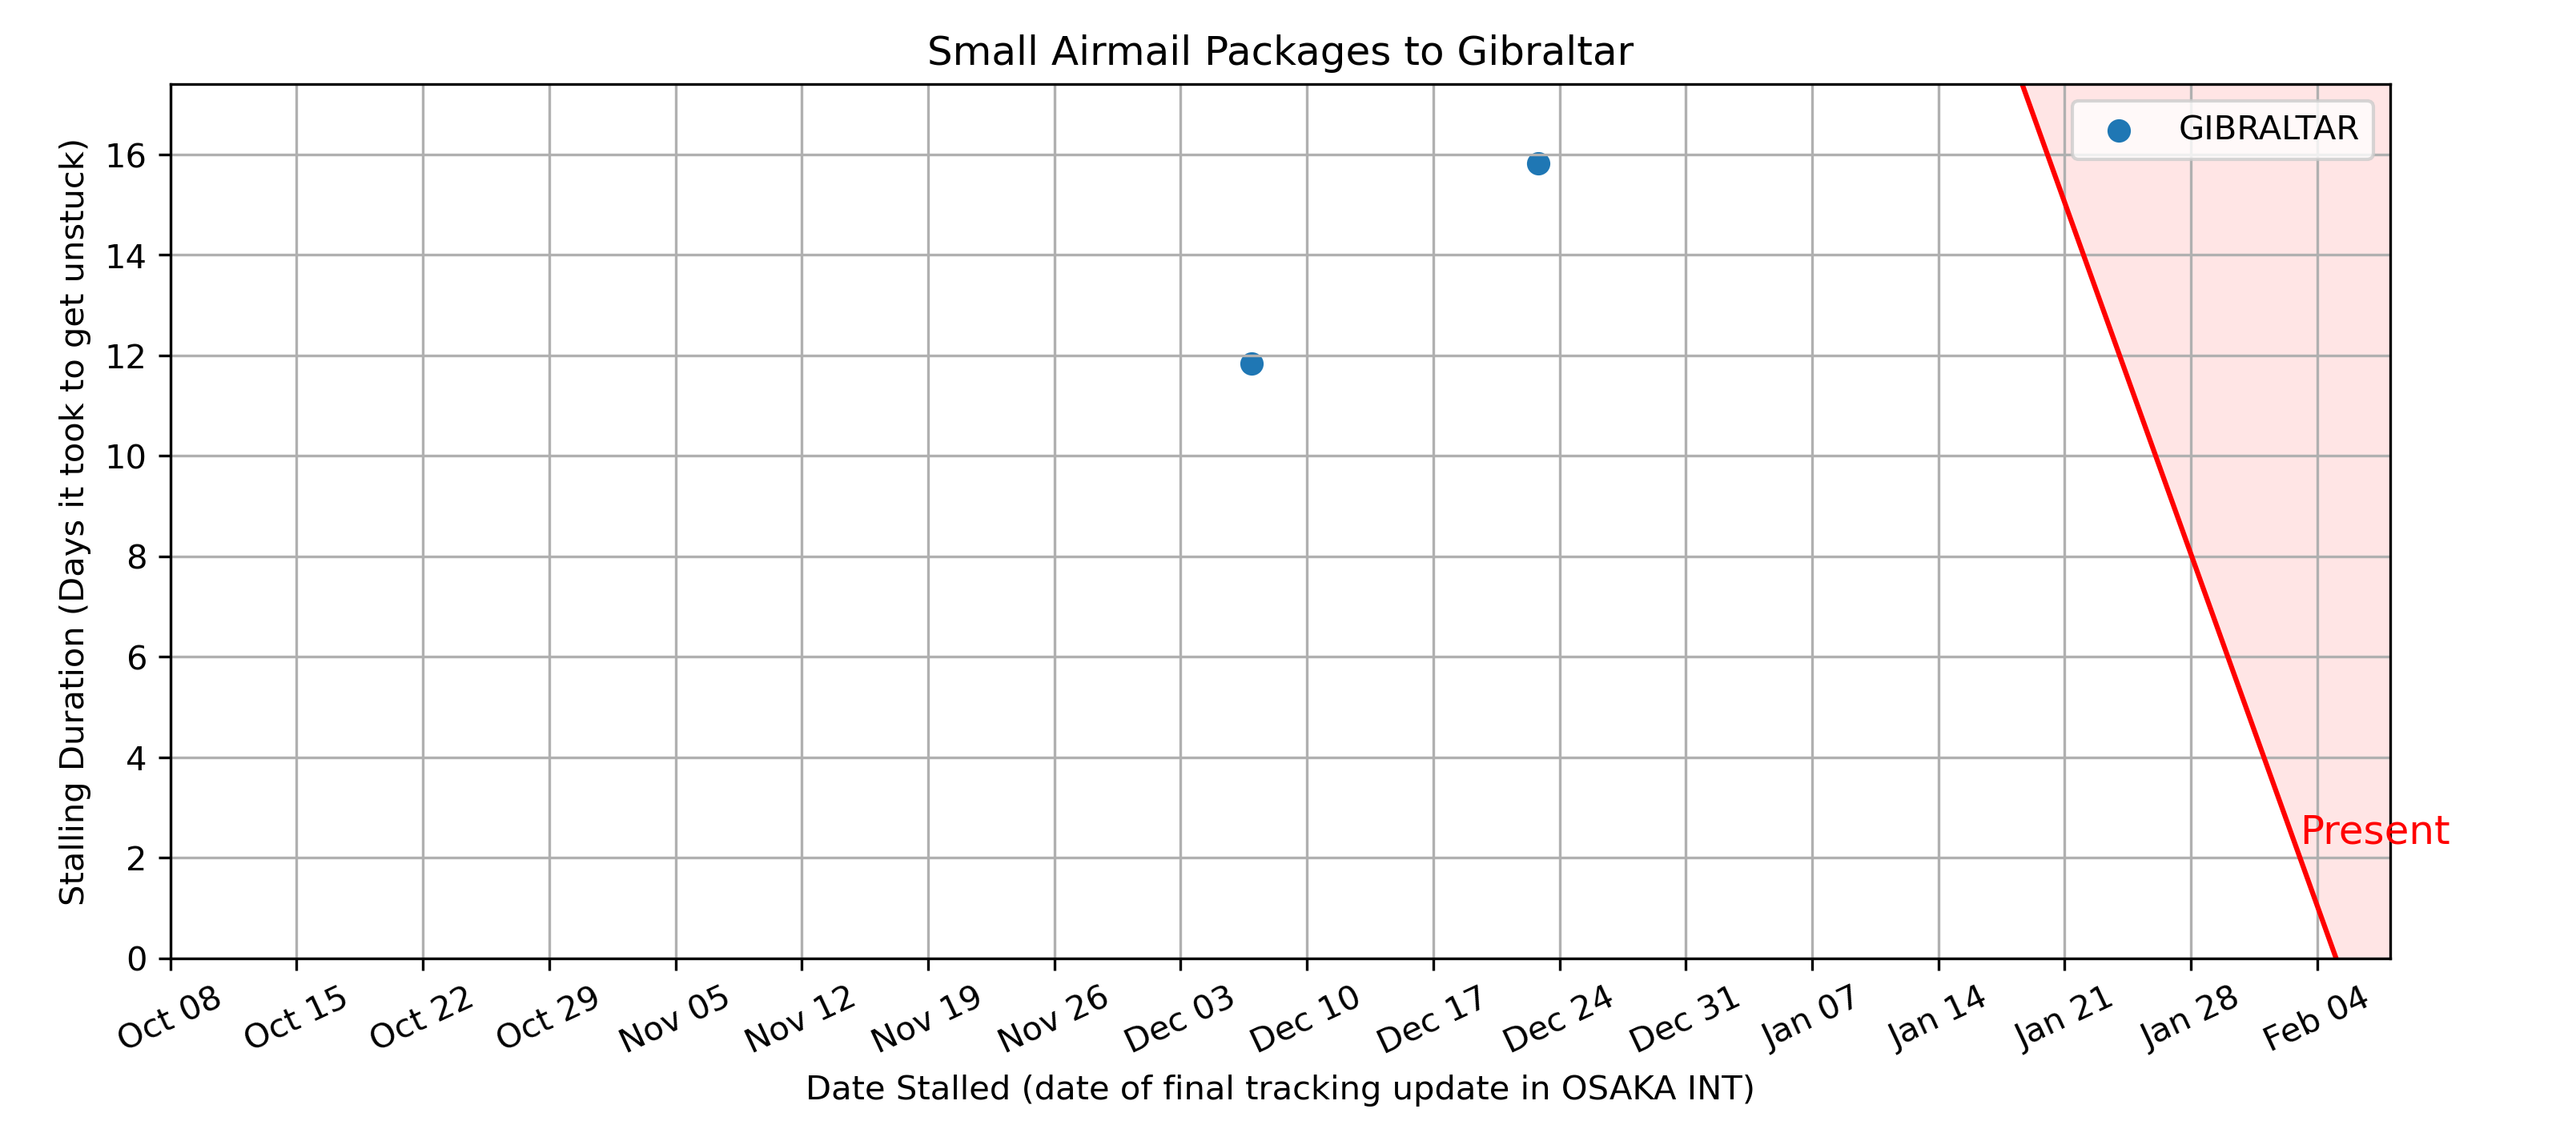 Small Airmail Packages to Gibraltar
GIBRALTAR
Stalling Duration (Days it took to get unstuck)
16
14
12
10
8
6
4
2
0
Present
Oct 08 Oct 15 Oct 22 Oct 29 Nov 05 Nov 12 Nov 19 Nov 26 Dec 03 Dec 10 Dec 17 Dec 24 Dec 31 Jan 07 Jan 14 Jan 21 Jan 28 Feb 04
Date Stalled (date of final tracking update in OSAKA INT)